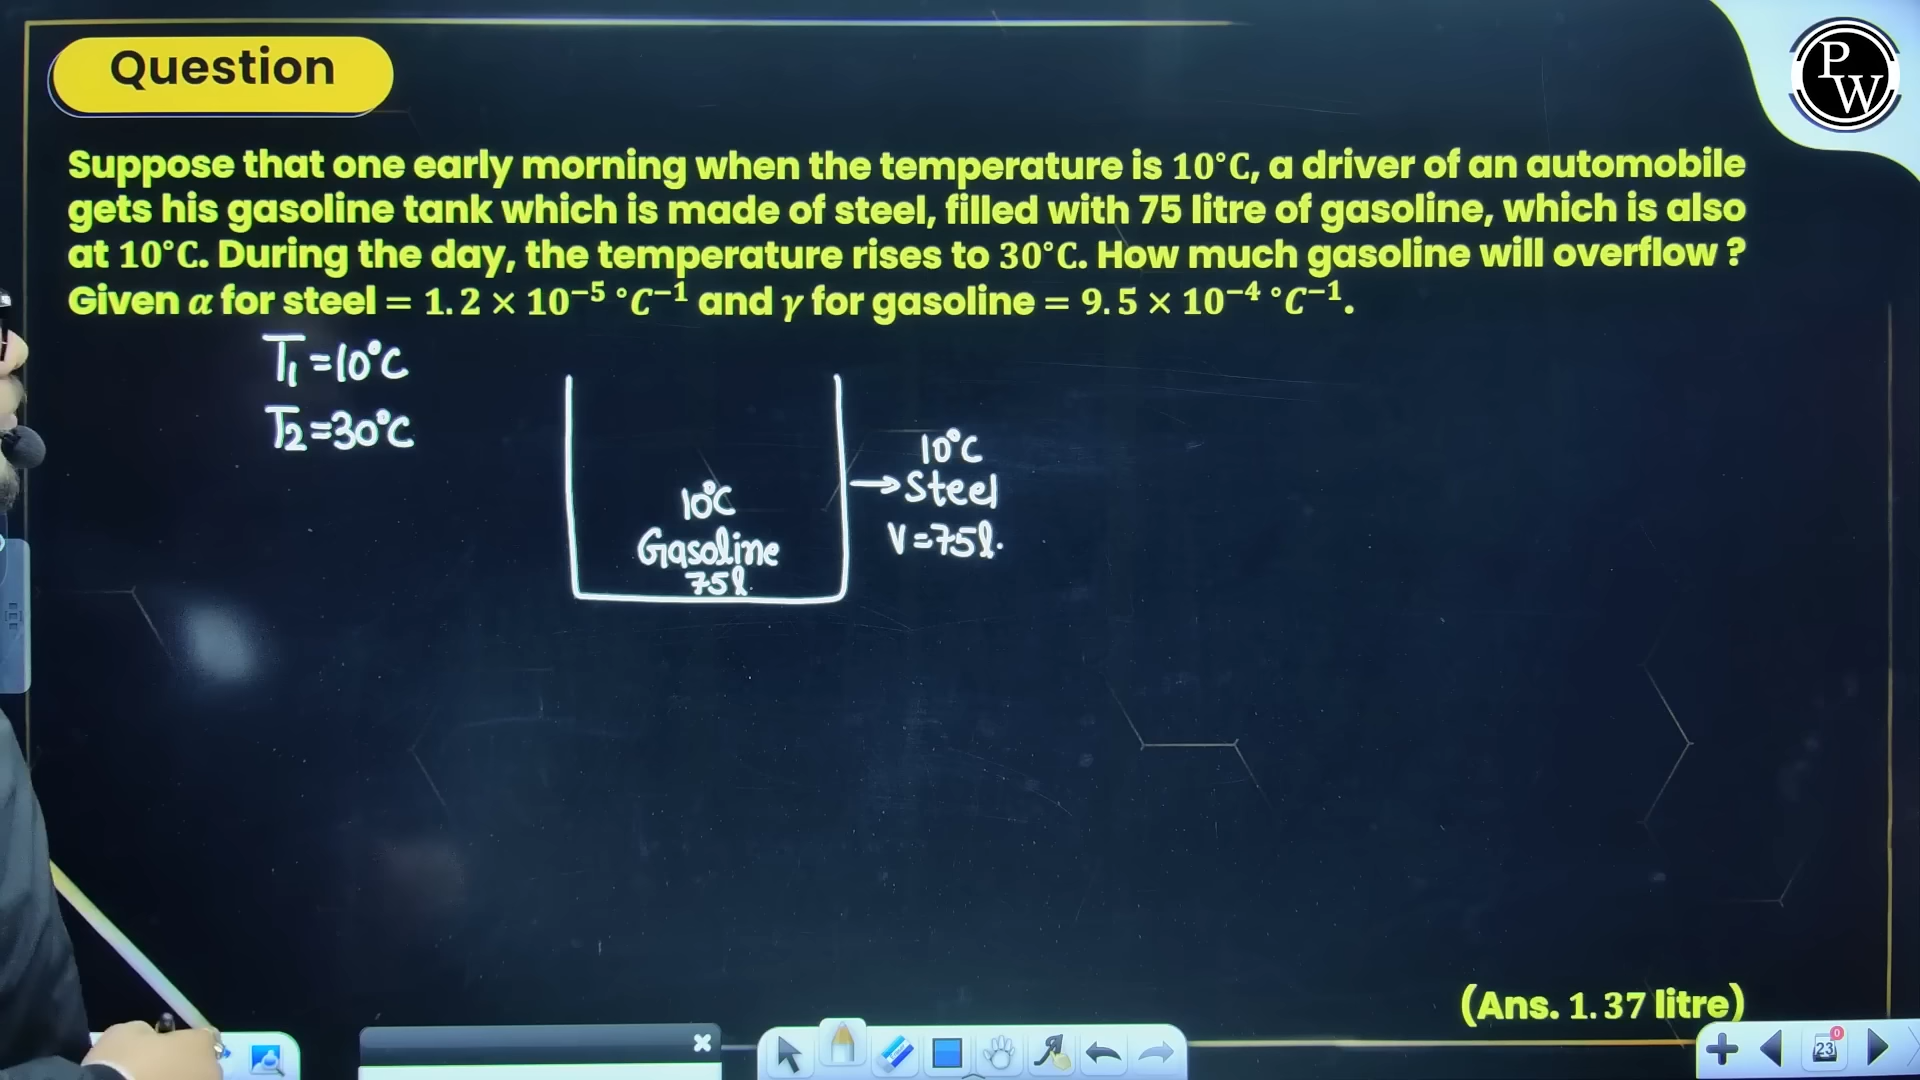 Question
P
W
Suppose that one early morning when the temperature is 10°C, a driver of an automobile
gets his gasoline tank which is made of steel, filled with 75 litre of gasoline, which is also
at 10°C. During the day, the temperature rises to 30°C. How much gasoline will overflow ?
Given α for steel = 1.2 × 10⁻⁵ °C⁻¹ and γ for gasoline = 9.5 × 10⁻⁴ °C⁻¹.
T₁ = 10°C
T₂ = 30°C
10°C
Steel
V = 75l.
10°C
Gasoline
75l.
(Ans. 1.37 litre)
23
0